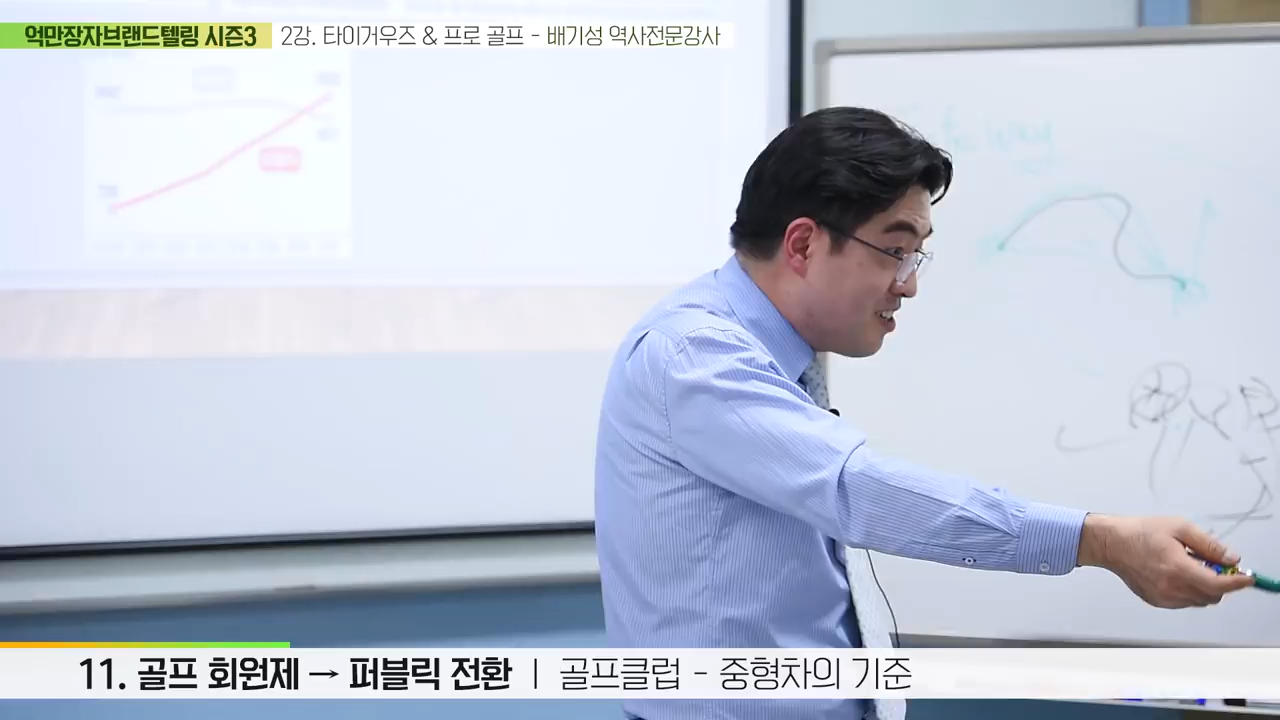 억만장자브랜드텔링 시즌3 2강. 타이거우즈 & 프로 골프 - 배기성 역사전문강사
11. 골프 회원제 → 퍼블릭 전환 | 골프클럽 - 중형차의 기준